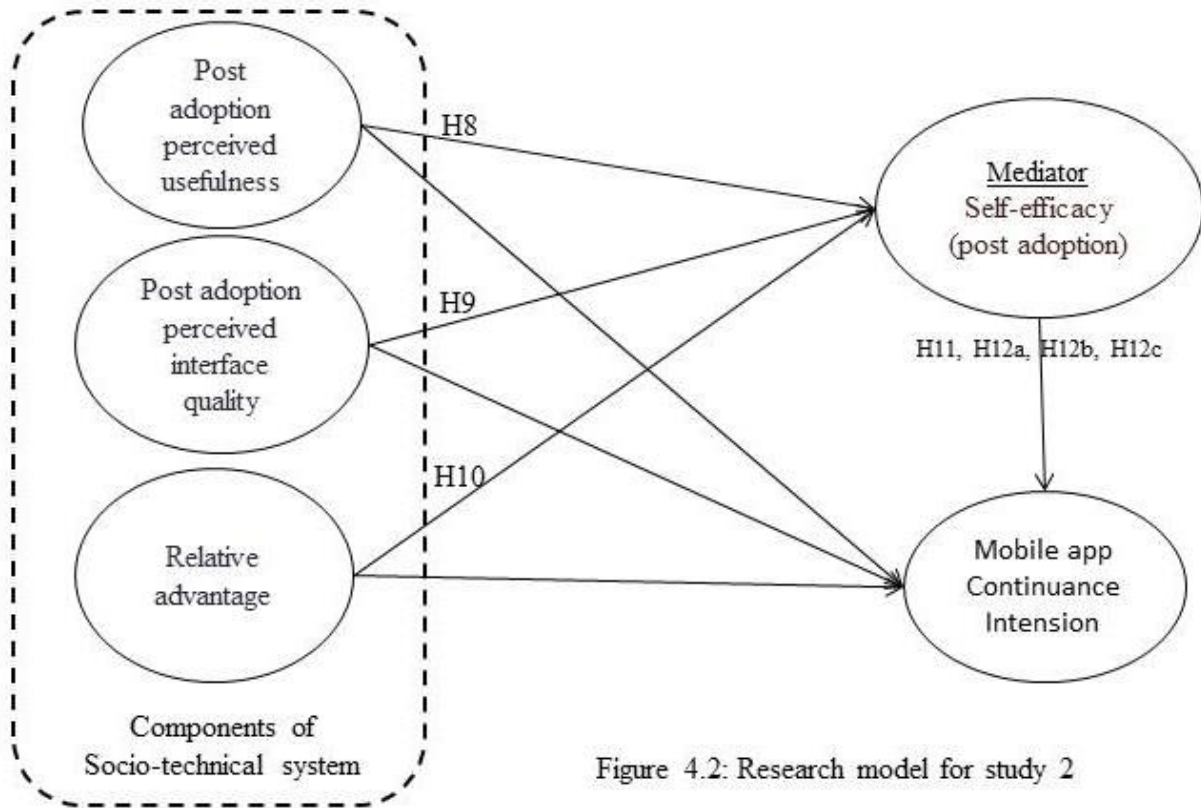 Post
adoption
perceived
usefulness
Post adoption
perceived
interface
quality
Relative
advantage
Components of
Socio-technical system
H8
H9
H10
Mediator
Self-efficacy
(post adoption)
H11, H12a, H12b, H12c
Mobile app
Continuance
Intension
Figure 4.2: Research model for study 2